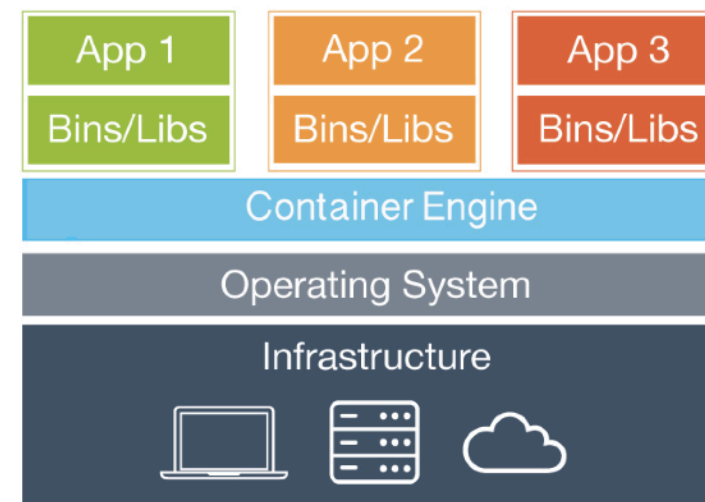 App 1
App 2
App 3
Bins/Libs
Bins/Libs
Bins/Libs
Container Engine
Operating System
Infrastructure